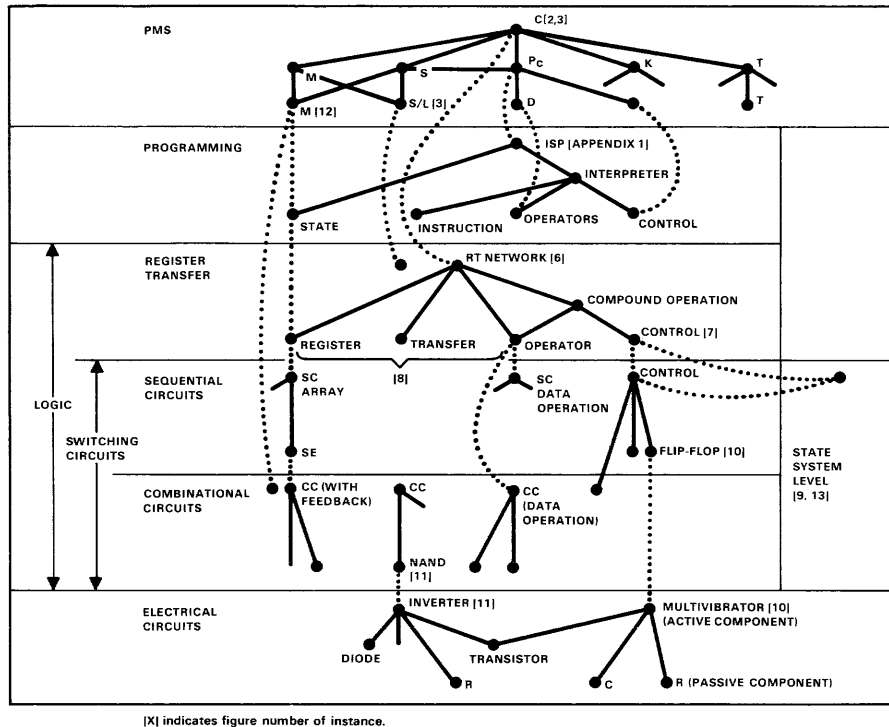 C[2,3]
PMS
M
S
Pc
K
T
M [12]
S/L [3]
D
T
PROGRAMMING
ISP [APPENDIX 1]
INTERPRETER
STATE
INSTRUCTION
OPERATORS
CONTROL
REGISTER
TRANSFER
RT NETWORK [6]
COMPOUND OPERATION
REGISTER
TRANSFER
OPERATOR
CONTROL [7]
[8]
SEQUENTIAL
CIRCUITS
SC
ARRAY
SC
DATA
OPERATION
CONTROL
LOGIC
SWITCHING
CIRCUITS
SE
FLIP-FLOP [10]
STATE
SYSTEM
LEVEL
[9, 13]
COMBINATIONAL
CIRCUITS
CC (WITH
FEEDBACK)
CC
CC
(DATA
OPERATION)
NAND
[11]
ELECTRICAL
CIRCUITS
INVERTER [11]
MULTIVIBRATOR [10]
(ACTIVE COMPONENT)
DIODE
TRANSISTOR
R
C
R (PASSIVE COMPONENT)
[X] indicates figure number of instance.